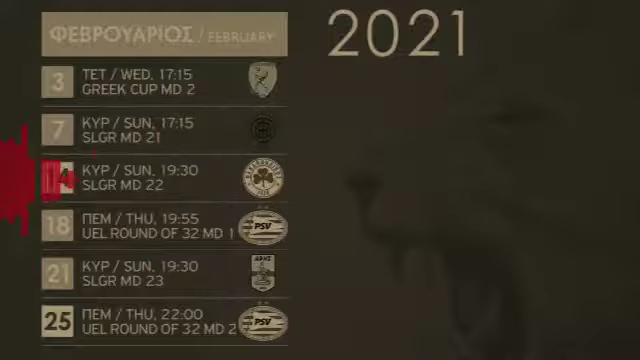 ΦΕΒΡΟΥΑΡΙΟΣ / FEBRUARY
2021
3
ΤΕΤ / WED, 17:15
GREEK CUP MD 2
7
ΚΥΡ / SUN, 17:15
SLGR MD 21
ΚΥΡ / SUN, 19:30
SLGR MD 22
18
ΠΕΜ / THU, 19:55
UEL ROUND OF 32 MD 1
PSV
21
ΚΥΡ / SUN, 19:30
SLGR MD 23
ΑΡΗΣ
25
ΠΕΜ / THU, 22:00
UEL ROUND OF 32 MD 2
PSV